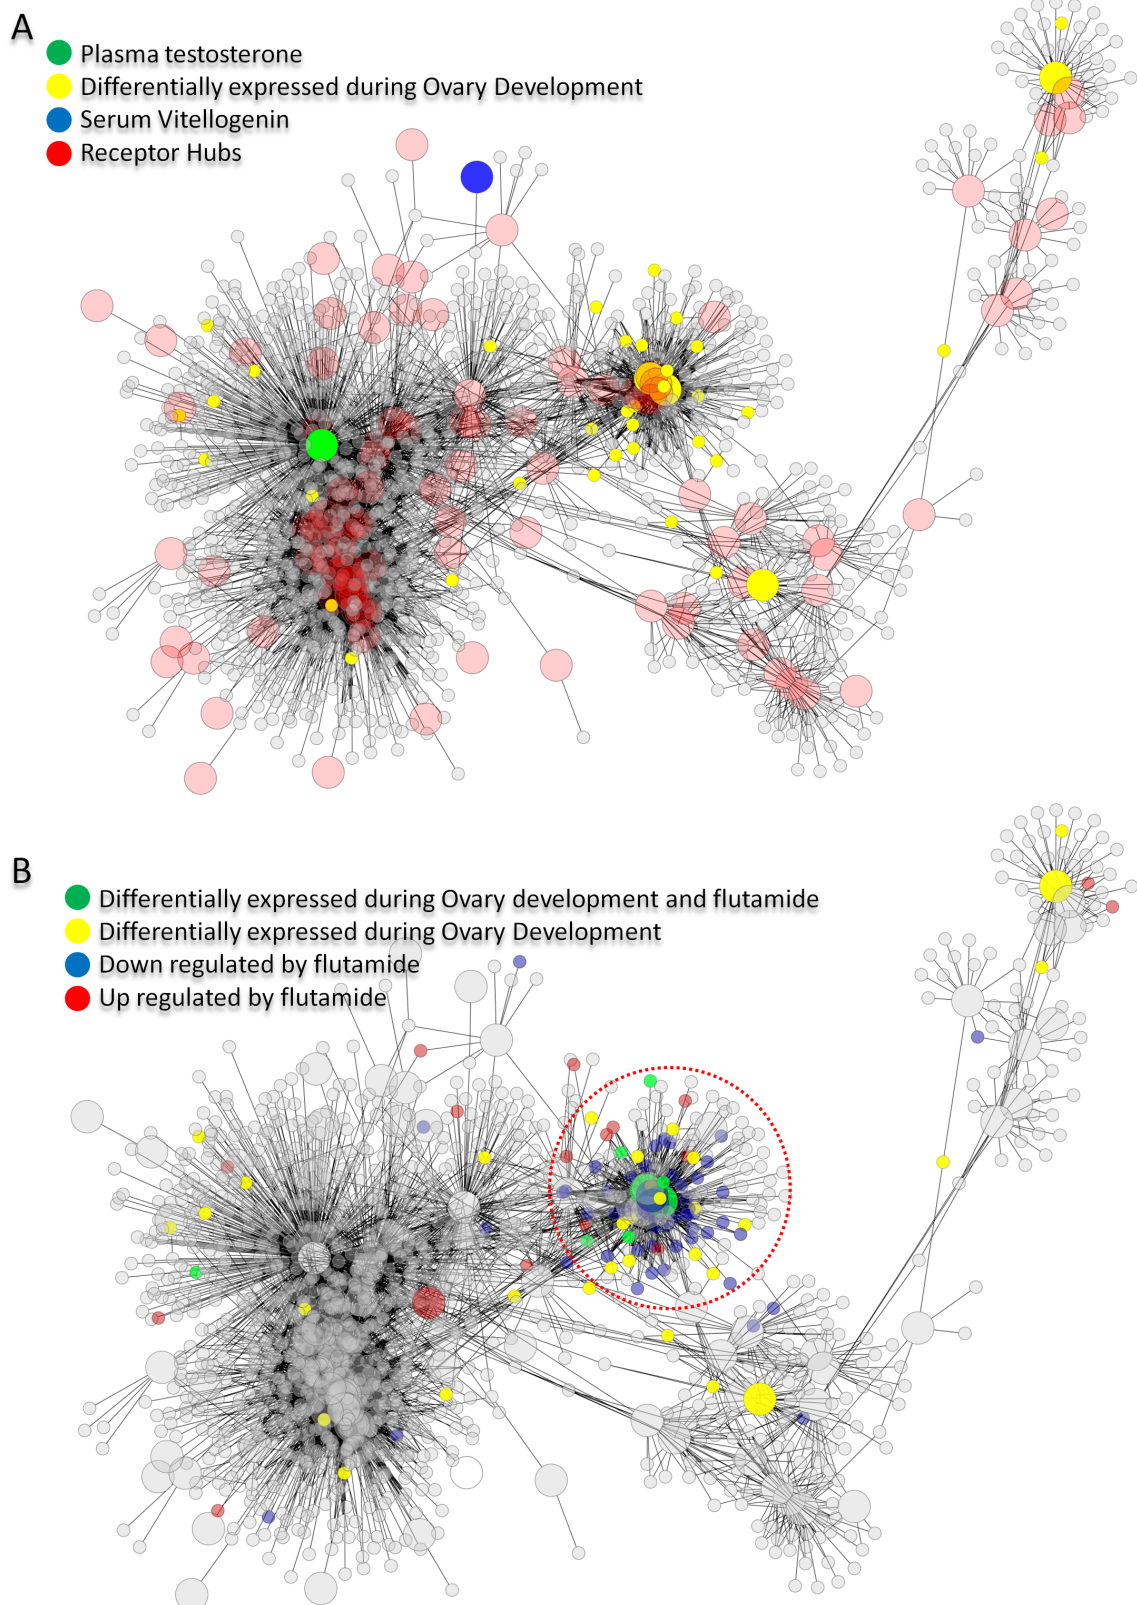 A
Plasma testosterone
Differentially expressed during Ovary Development
Serum Vitellogenin
Receptor Hubs
B
Differentially expressed during Ovary development and flutamide
Differentially expressed during Ovary Development
Down regulated by flutamide
Up regulated by flutamide